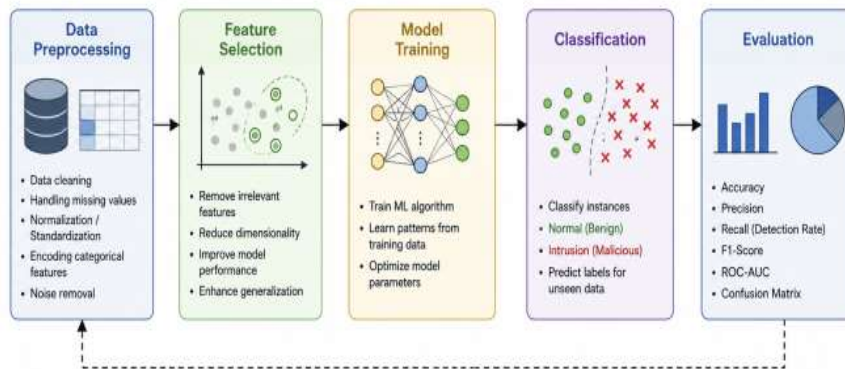 Data
Preprocessing
• Data cleaning
• Handling missing values
• Normalization /
Standardization
• Encoding categorical
features
• Noise removal
Feature
Selection
• Remove irrelevant
features
• Reduce dimensionality
• Improve model
performance
• Enhance generalization
Model
Training
• Train ML algorithm
• Learn patterns from
training data
• Optimize model
parameters
Classification
• Classify instances
• Normal (Benign)
• Intrusion (Malicious)
• Predict labels for
unseen data
Evaluation
• Accuracy
• Precision
• Recall (Detection Rate)
• F1-Score
• ROC-AUC
• Confusion Matrix